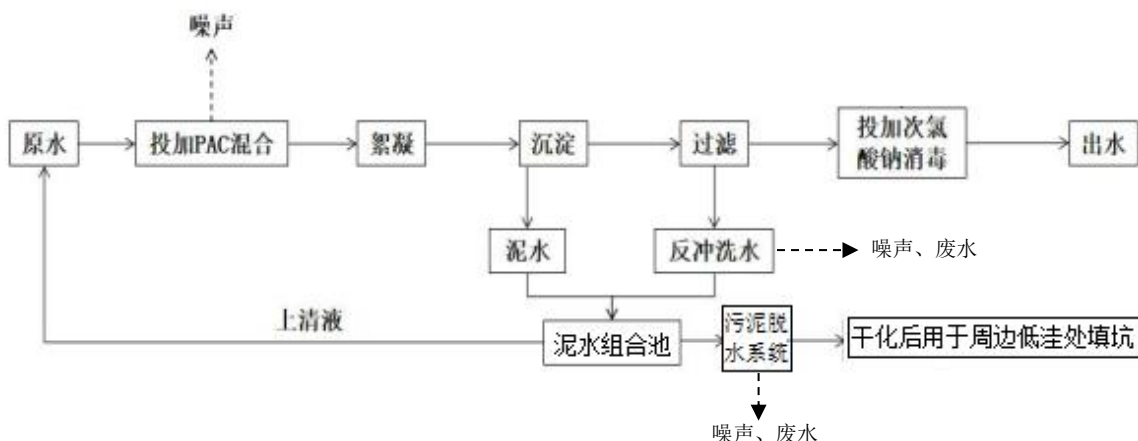 噪声
原水
投加PAC混合
絮凝
沉淀
过滤
投加次氯
酸钠消毒
出水
泥水
反冲洗水
噪声、废水
上清液
泥水组合池
污泥脱
水系统
干化后用于周边低洼处填坑
噪声、废水